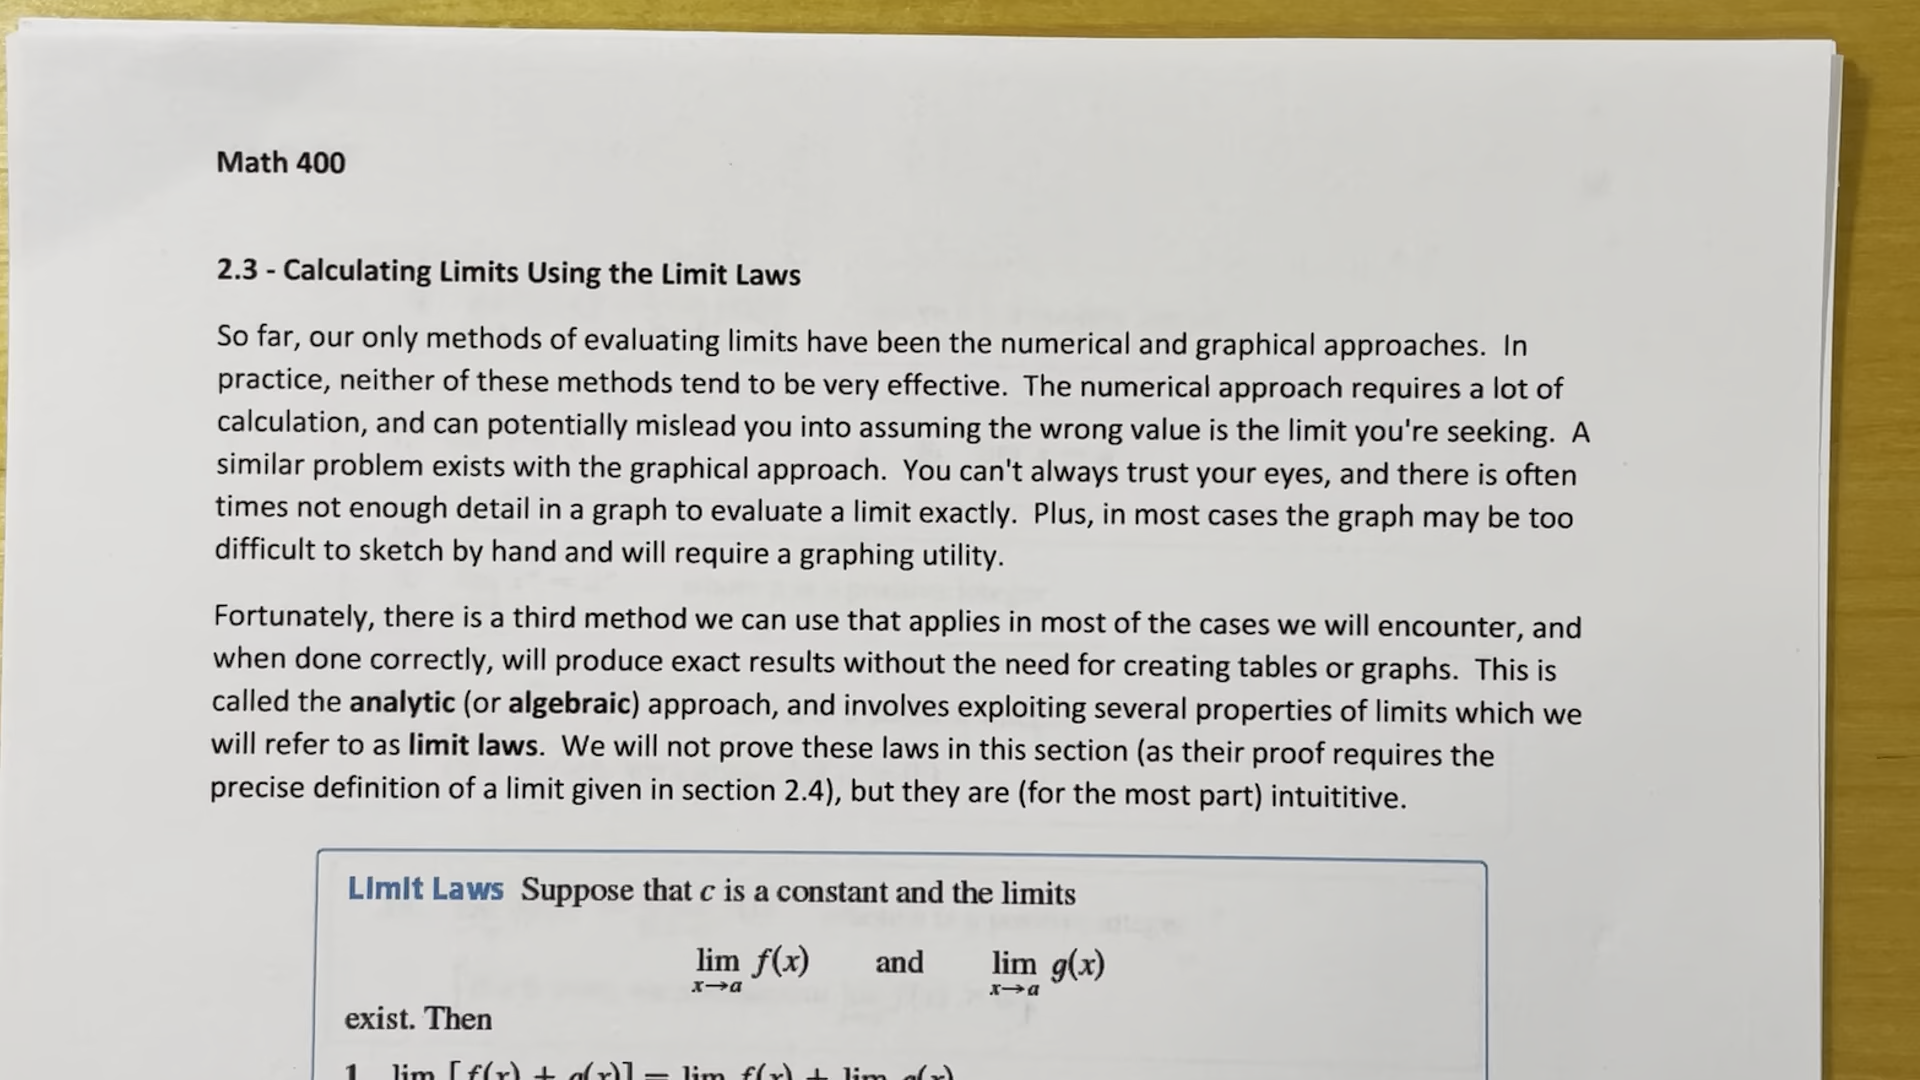 Math 400
2.3 - Calculating Limits Using the Limit Laws
So far, our only methods of evaluating limits have been the numerical and graphical approaches.  In
practice, neither of these methods tend to be very effective.  The numerical approach requires a lot of
calculation, and can potentially mislead you into assuming the wrong value is the limit you're seeking.  A
similar problem exists with the graphical approach.  You can't always trust your eyes, and there is often
times not enough detail in a graph to evaluate a limit exactly.  Plus, in most cases the graph may be too
difficult to sketch by hand and will require a graphing utility.
Fortunately, there is a third method we can use that applies in most of the cases we will encounter, and
when done correctly, will produce exact results without the need for creating tables or graphs.  This is
called the analytic (or algebraic) approach, and involves exploiting several properties of limits which we
will refer to as limit laws.  We will not prove these laws in this section (as their proof requires the
precise definition of a limit given in section 2.4), but they are (for the most part) intuititive.
Limit Laws  Suppose that c is a constant and the limits
lim f(x)   and   lim g(x)
x→a   x→a
exist. Then
1. lim [f(x) + g(x)] = lim f(x) + lim g(x)